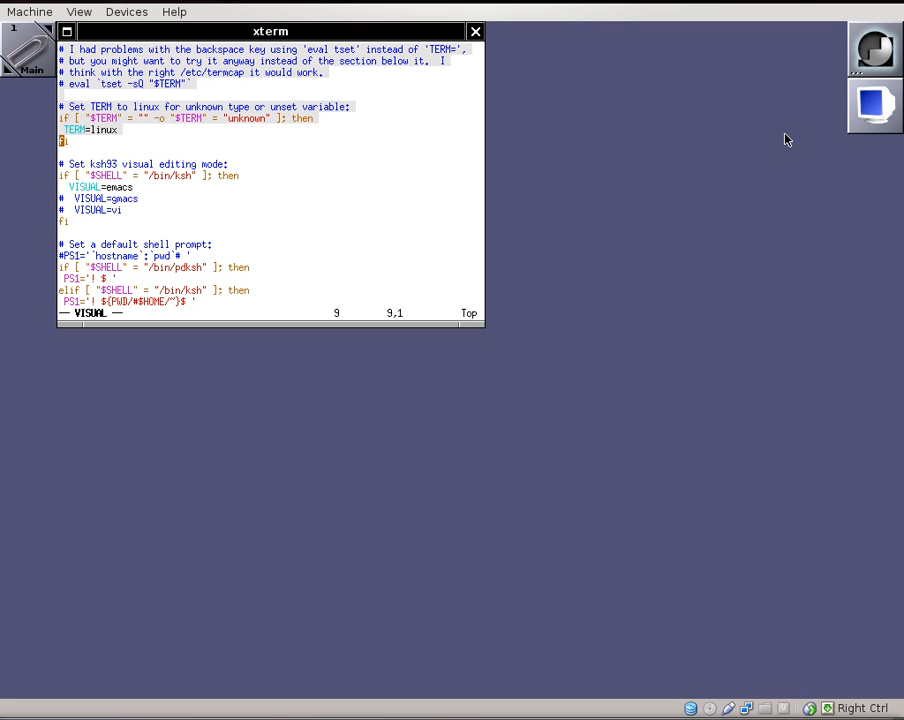 Machine View Devices Help
1
Main
xterm
# I had problems with the backspace key using 'eval tset' instead of 'TERM=',
# but you might want to try it anyway instead of the section below it.  I
# think with the right /etc/termcap it would work.
# eval `tset -sQ "$TERM"`
# Set TERM to linux for unknown type or unset variable:
if [ "$TERM" = "" -o "$TERM" = "unknown" ]; then
 TERM=linux
fi
# Set ksh93 visual editing mode:
if [ "$SHELL" = "/bin/ksh" ]; then
  VISUAL=emacs
#  VISUAL=gmacs
#  VISUAL=vi
fi
# Set a default shell prompt:
#PS1='`hostname`:`pwd`# '
if [ "$SHELL" = "/bin/pdksh" ]; then
 PS1='! $ '
elif [ "$SHELL" = "/bin/ksh" ]; then
 PS1='! ${PWD/#$HOME/~}$ '
-- VISUAL -- 9 9,1 Top
Right Ctrl